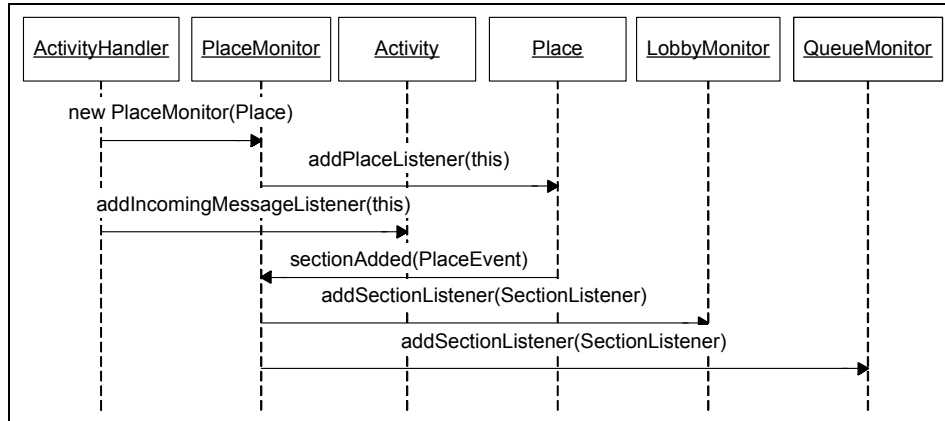 ActivityHandler PlaceMonitor Activity Place LobbyMonitor QueueMonitor
new PlaceMonitor(Place)
addPlaceListener(this)
addIncomingMessageListener(this)
sectionAdded(PlaceEvent)
addSectionListener(SectionListener)
addSectionListener(SectionListener)